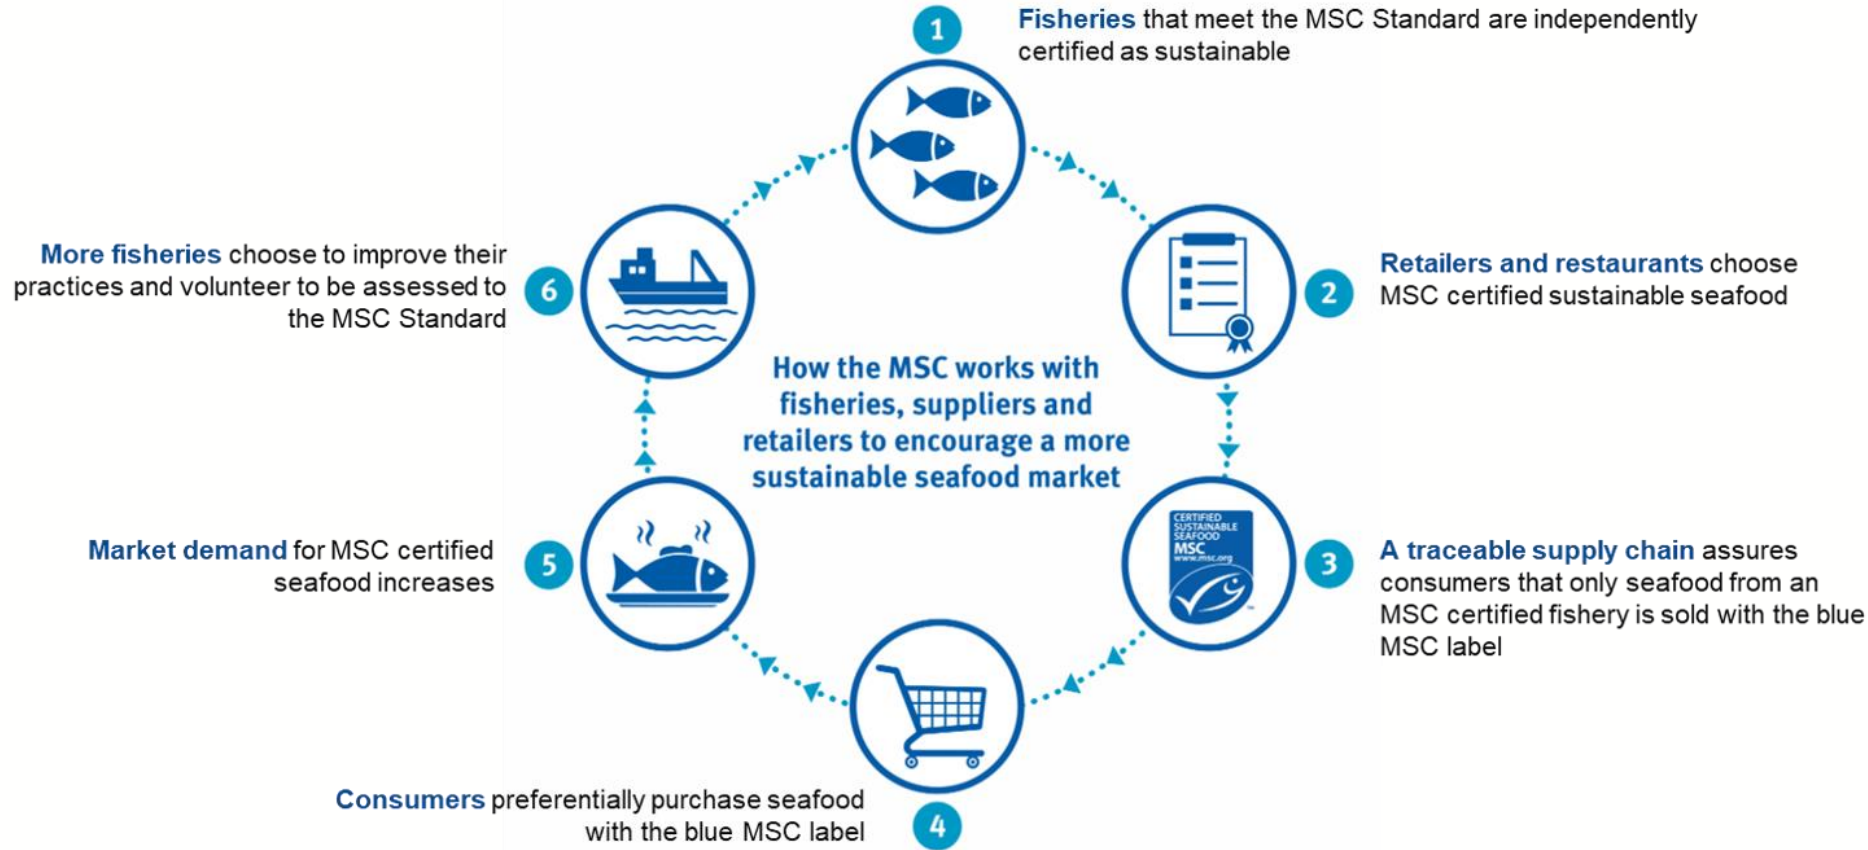 1
Fisheries that meet the MSC Standard are independently
certified as sustainable
2
Retailers and restaurants choose
MSC certified sustainable seafood
3
CERTIFIED
SUSTAINABLE
SEAFOOD
MSC
www.msc.org
™
A traceable supply chain assures
consumers that only seafood from an
MSC certified fishery is sold with the blue
MSC label
4
Consumers preferentially purchase seafood
with the blue MSC label
5
Market demand for MSC certified
seafood increases
6
More fisheries choose to improve their
practices and volunteer to be assessed to
the MSC Standard
How the MSC works with
fisheries, suppliers and
retailers to encourage a more
sustainable seafood market